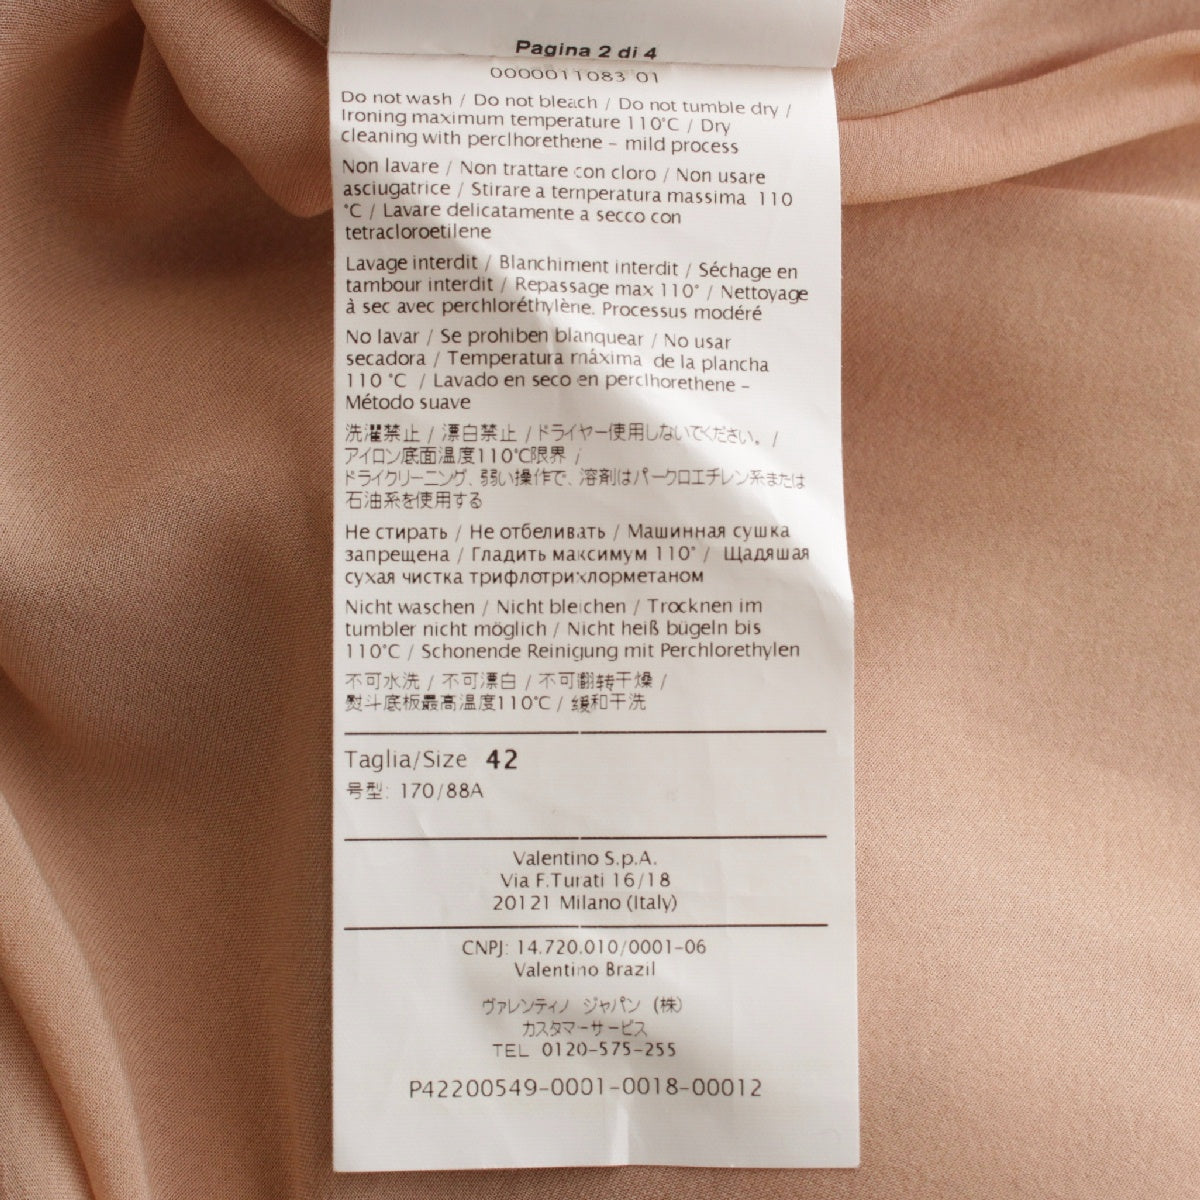 Pagina 2 di 4
0000011083 01
Do not wash / Do not bleach / Do not tumble dry /
Ironing maximum temperature 110°C / Dry
cleaning with perclhorethene – mild process
Non lavare / Non trattare con cloro / Non usare
asciugatrice / Stirare a temperatura massima 110
°C / Lavare delicatamente a secco con
tetracloroetilene
Lavage interdit / Blanchiment interdit / Séchage en
tambour interdit / Repassage max 110° / Nettoyage
à sec avec perchloréthylène. Processus modéré
No lavar / Se prohiben blanquear / No usar
secadora / Temperatura máxima de la plancha
110 °C / Lavado en seco en perclhorethene –
Método suave
洗濯禁止 / 漂白禁止 / ドライヤー使用しないでください。 /
アイロン底面温度110℃限界 /
ドライクリーニング、弱い操作で、溶剤はパークロエチレン系または
石油系を使用する
Не стирать / Не отбеливать / Машинная сушка
запрещена / Гладить максимум 110° / Щадяшая
сухая чистка трифлотрихлорметаном
Nicht waschen / Nicht bleichen / Trocknen im
tumbler nicht möglich / Nicht heiß bügeln bis
110°C / Schonende Reinigung mit Perchlorethylen
不可水洗 / 不可漂白 / 不可翻转干燥 /
熨斗底板最高温度110℃ / 缓和干洗
Taglia/Size 42
号型: 170/88A
Valentino S.p.A.
Via F.Turati 16/18
20121 Milano (Italy)
CNPJ: 14.720.010/0001-06
Valentino Brazil
ヴァレンティノ ジャパン (株)
カスタマーサービス
TEL 0120-575-255
P42200549-0001-0018-00012